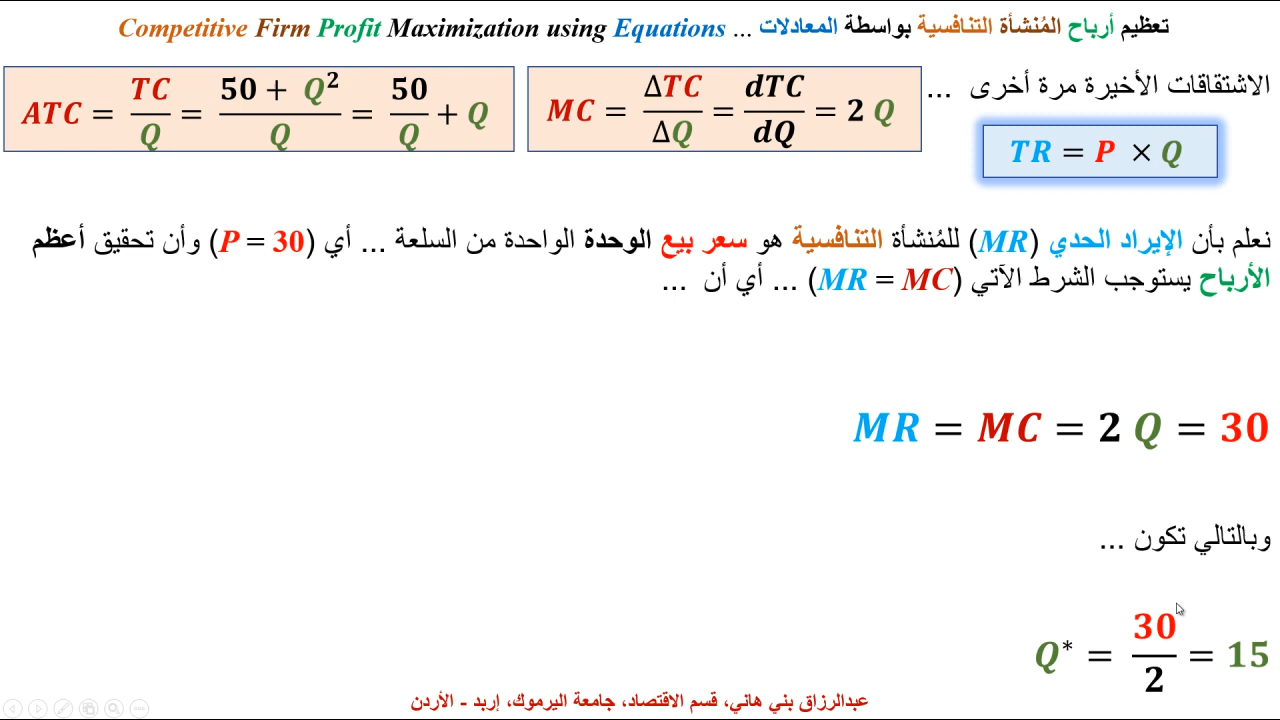 تعظيم أرباح المُنشأة التنافسية بواسطة المعادلات ... Competitive Firm Profit Maximization using Equations
الاشتقاقات الأخيرة مرة أخرى ...
ATC = TC/Q = (50 + Q²)/Q = 50/Q + Q
MC = ΔTC/ΔQ = dTC/dQ = 2 Q
TR = P × Q
نعلم بأن الإيراد الحدي (MR) للمُنشأة التنافسية هو سعر بيع الوحدة الواحدة من السلعة ... أي (P = 30) وأن تحقيق أعظم
الأرباح يستوجب الشرط الآتي (MR = MC) ... أي أن ...
MR = MC = 2 Q = 30
وبالتالي تكون ...
Q* = 30/2 = 15
عبدالرزاق بني هاني، قسم الاقتصاد، جامعة اليرموك، إربد - الأردن